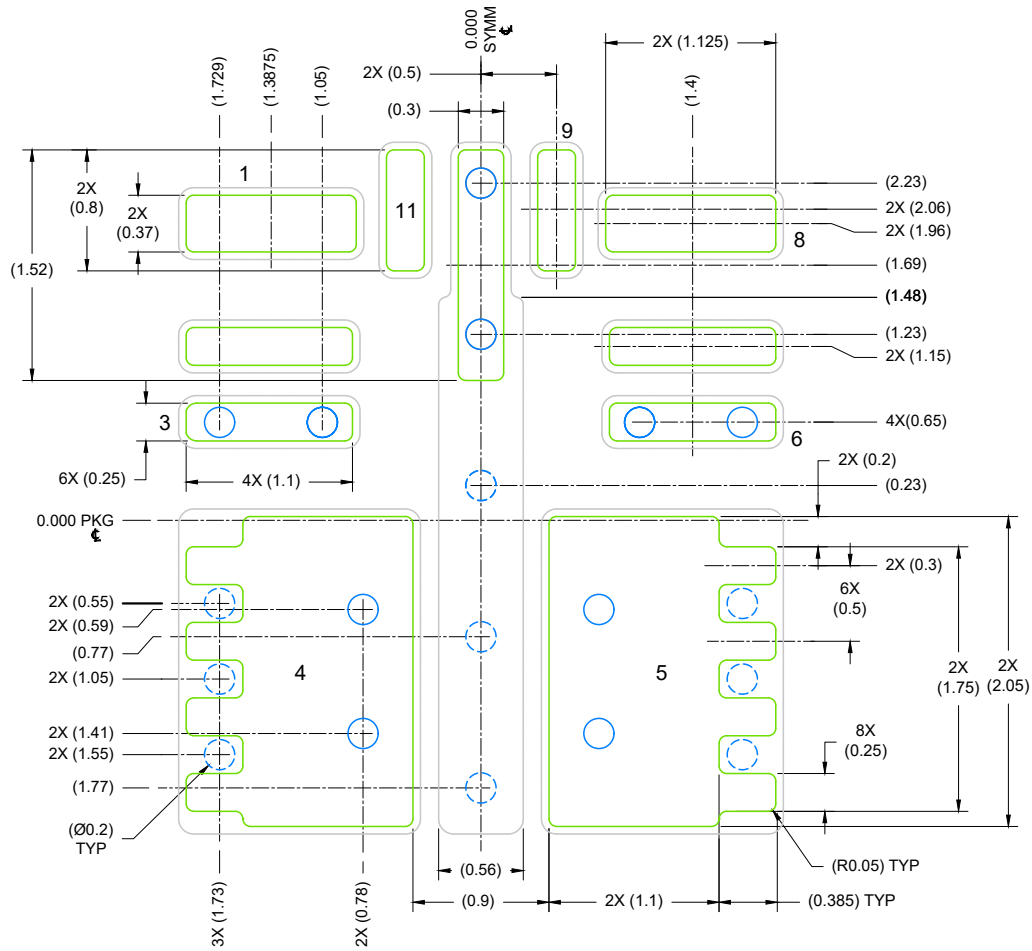 0.000
SYMM
℄
2X (0.5)
(0.3)
2X (1.125)
(1.729)
(1.3875)
(1.05)
(1.4)
9
1
11
8
2X
(0.8)
2X
(0.37)
(1.52)
(2.23)
2X (2.06)
2X (1.96)
(1.69)
(1.48)
(1.23)
2X (1.15)
3
6
4X(0.65)
6X (0.25)
4X (1.1)
2X (0.2)
(0.23)
0.000 PKG
℄
2X (0.3)
6X
(0.5)
2X (0.55)
2X (0.59)
(0.77)
2X (1.05)
4
5
2X
(1.75)
2X
(2.05)
2X (1.41)
2X (1.55)
(1.77)
8X
(0.25)
(Ø0.2)
TYP
(R0.05) TYP
(0.56)
(0.9)
2X (1.1)
(0.385) TYP
3X (1.73)
2X (0.78)